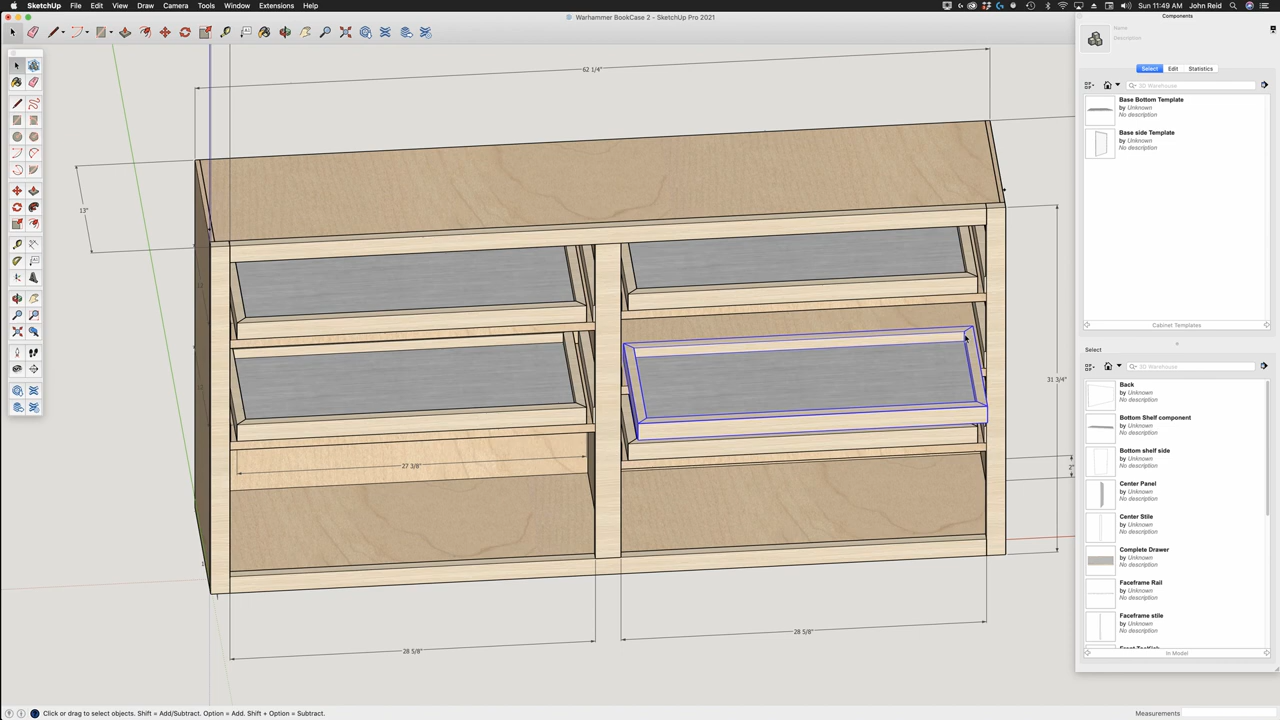 SketchUp File Edit View Draw Camera Tools Window Extensions Help
Sun 11:49 AM John Reid
Warhammer BookCase 2 - SketchUp Pro 2021
Components
Name
Description
Select Edit Statistics
3D Warehouse
Base Bottom Template
by Unknown
No description
Base side Template
by Unknown
No description
Cabinet Templates
Select
3D Warehouse
Back
by Unknown
No description
Bottom Shelf component
by Unknown
No description
Bottom shelf side
by Unknown
No description
Center Panel
by Unknown
No description
Center Stile
by Unknown
No description
Complete Drawer
by Unknown
No description
Faceframe Rail
by Unknown
No description
Faceframe stile
by Unknown
No description
In Model
62 1/4"
13"
31 3/4"
27 3/8"
28 5/8"
28 5/8"
Click or drag to select objects. Shift = Add/Subtract. Option = Add. Shift + Option = Subtract.
Measurements